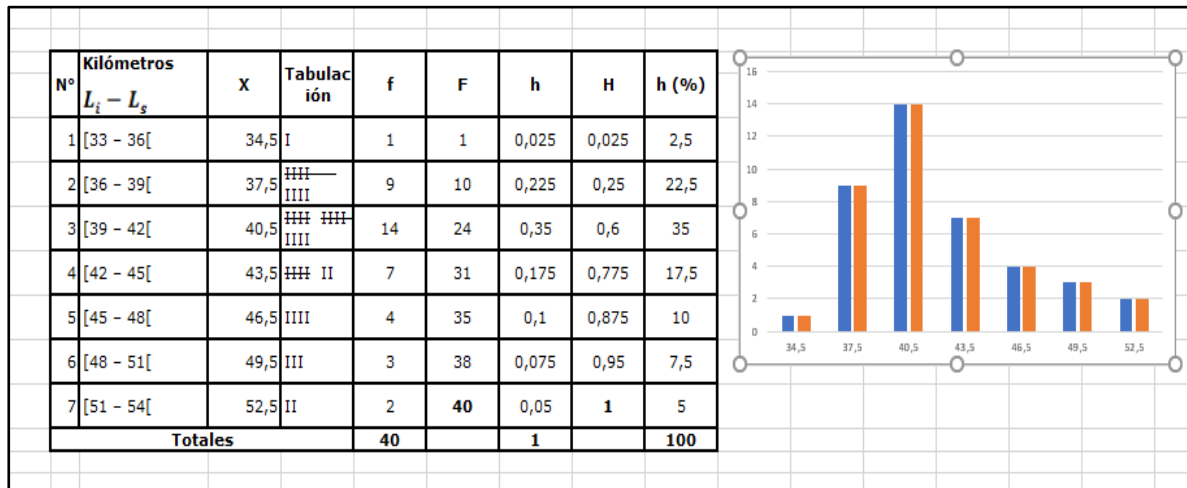 N° Kilómetros Lᵢ – Lₛ X Tabulación f F h H h (%)
1 [33 – 36[ 34,5 I 1 1 0,025 0,025 2,5
2 [36 – 39[ 37,5 IIII IIII 9 10 0,225 0,25 22,5
3 [39 – 42[ 40,5 IIII IIII IIII 14 24 0,35 0,6 35
4 [42 – 45[ 43,5 IIII II 7 31 0,175 0,775 17,5
5 [45 – 48[ 46,5 IIII 4 35 0,1 0,875 10
6 [48 – 51[ 49,5 III 3 38 0,075 0,95 7,5
7 [51 – 54[ 52,5 II 2 40 0,05 1 5
Totales 40 1 100
16
14
12
10
8
6
4
2
0
34,5 37,5 40,5 43,5 46,5 49,5 52,5